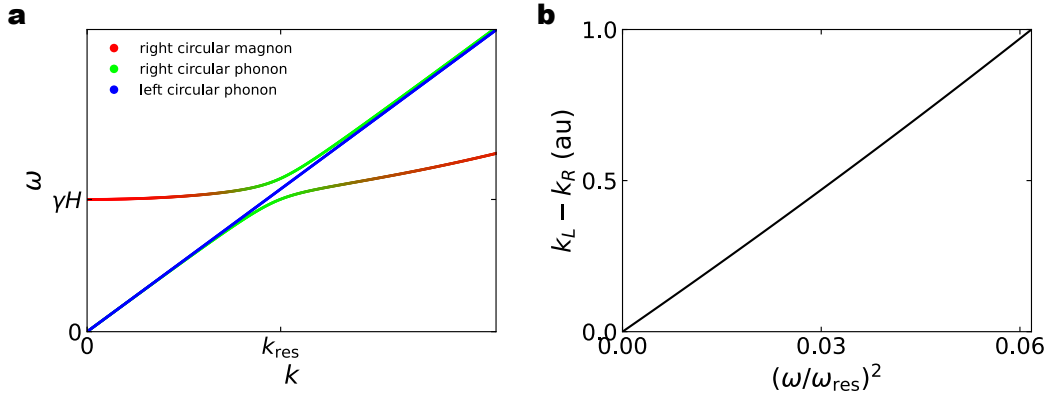 a
right circular magnon
right circular phonon
left circular phonon
ω
γH
0
0
k_res
k
b
k_L − k_R (au)
1.0
0.5
0.0
0.00
0.03
0.06
(ω/ω_res)^2